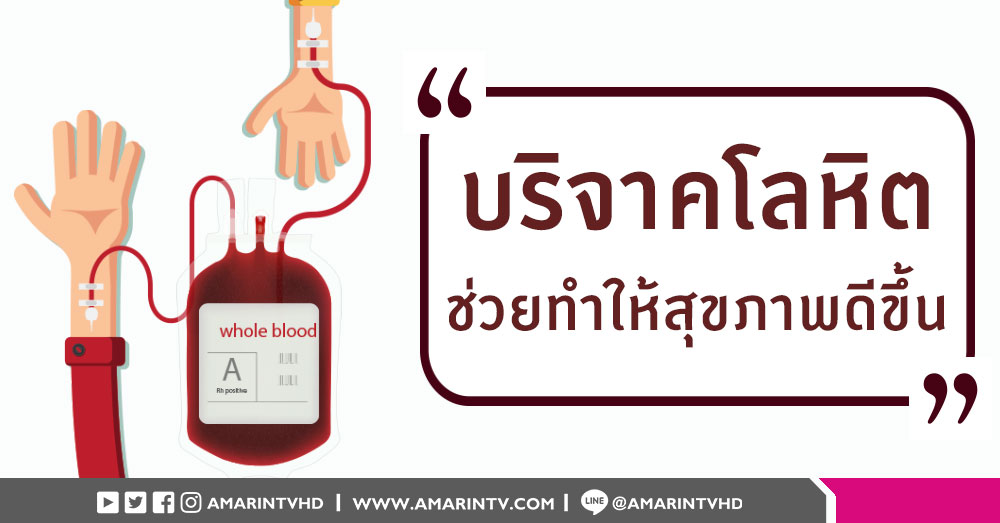 บริจาคโลหิต
ช่วยทำให้สุขภาพดีขึ้น
whole blood
A
Rh positive
AMARINTVHD | WWW.AMARINTV.COM | LINE @AMARINTVHD